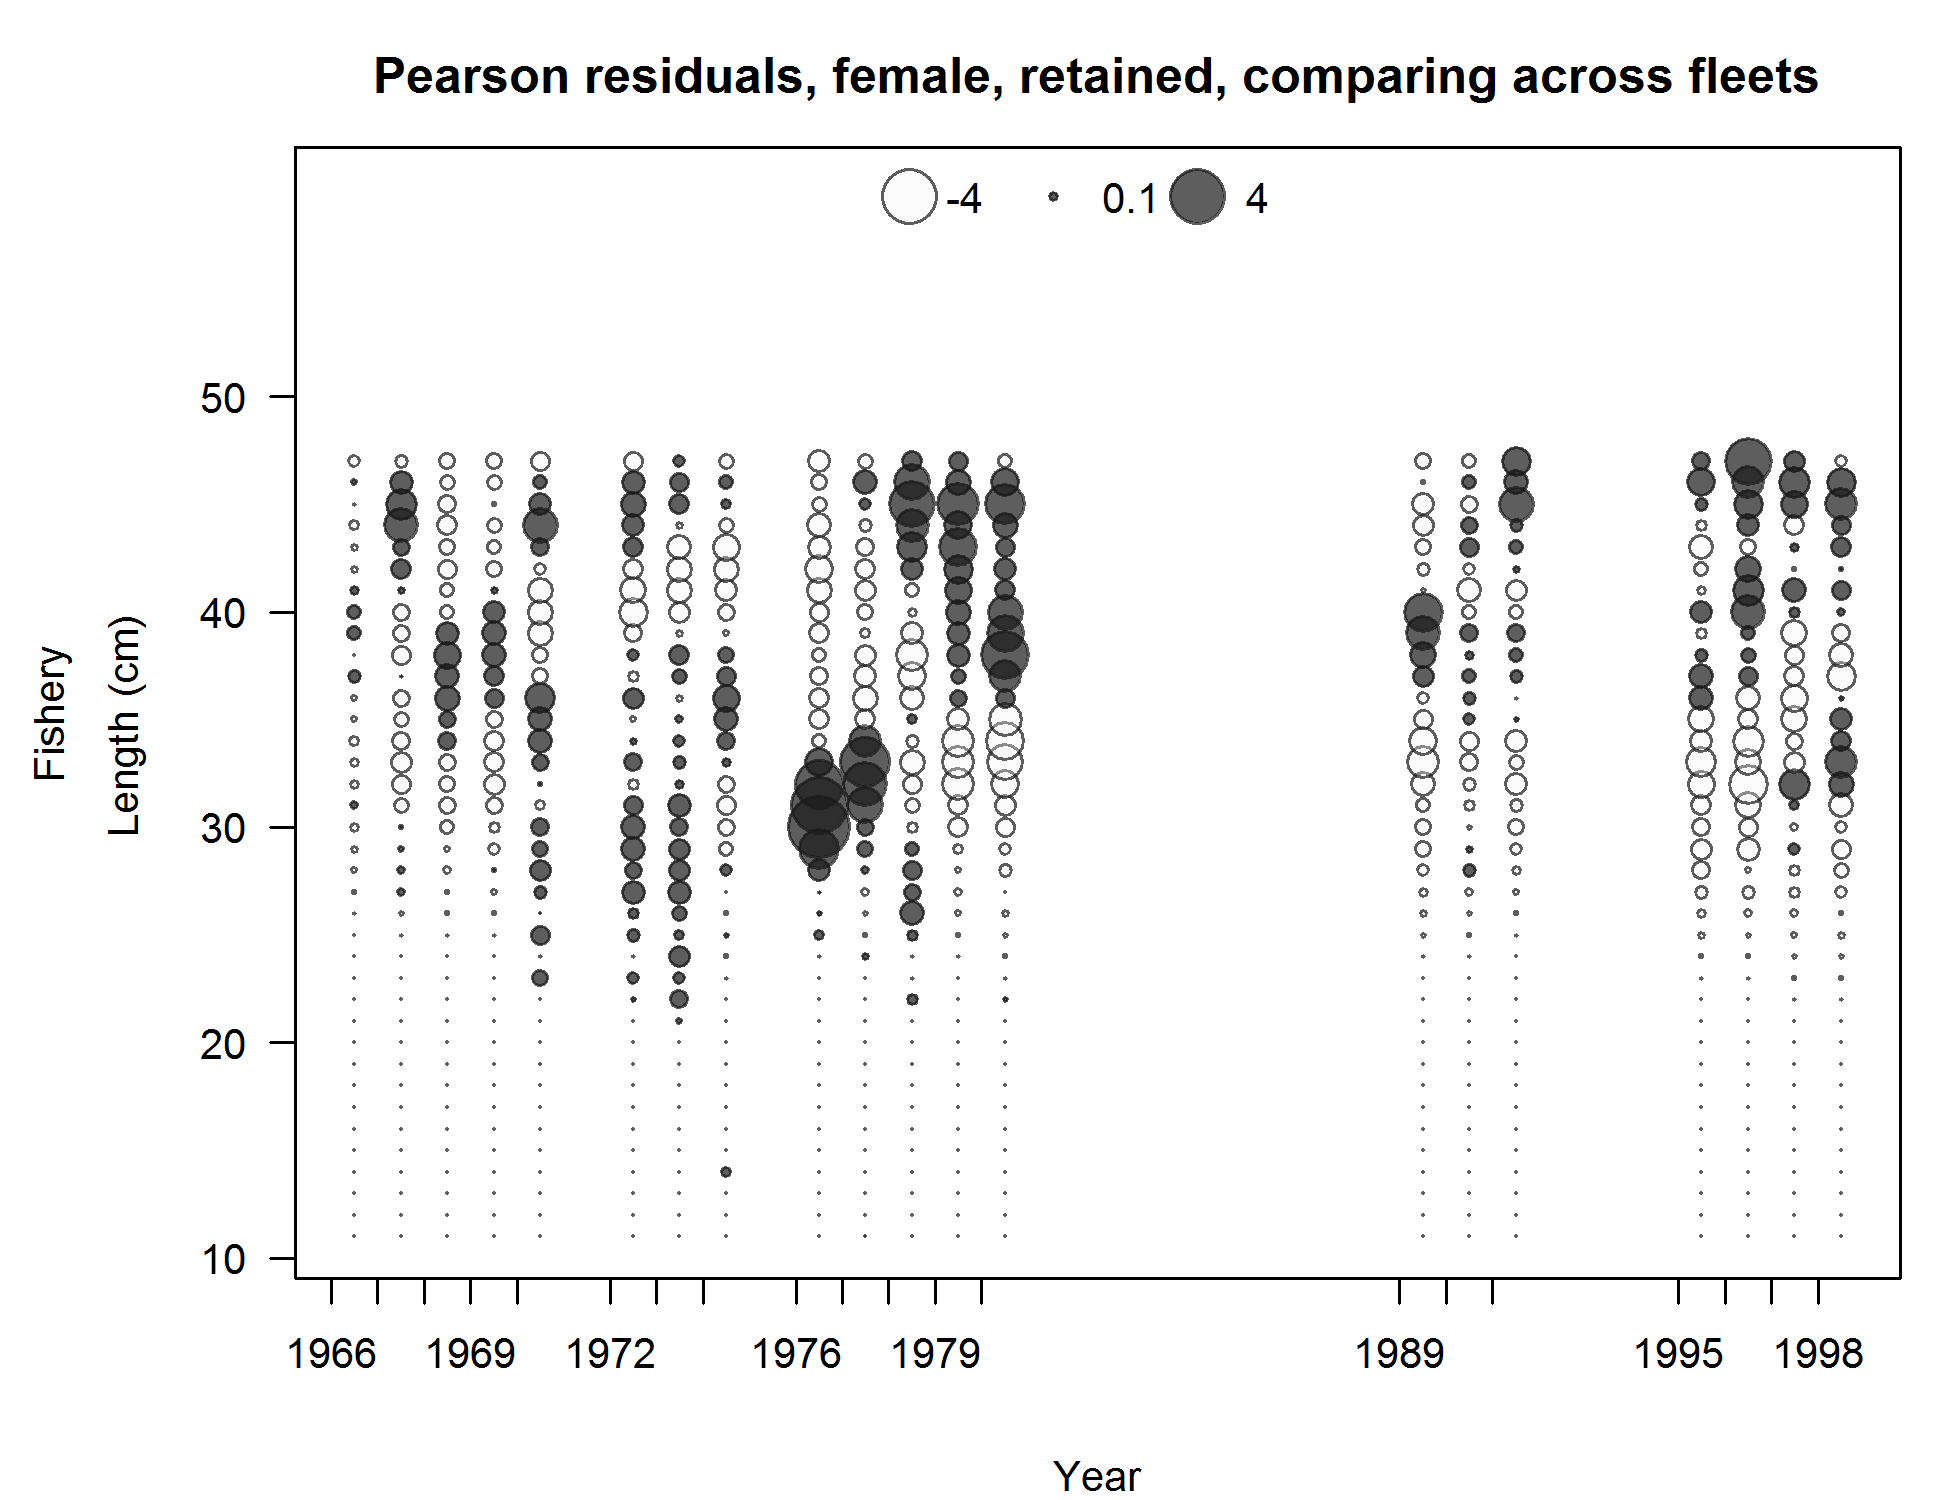 Pearson residuals, female, retained, comparing across fleets
-4 0.1 4
50
40
30
20
10
Fishery
Length (cm)
1966 1969 1972 1976 1979 1989 1995 1998
Year